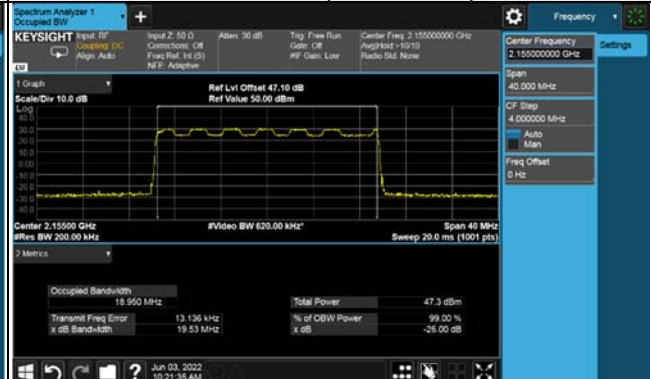 Spectrum Analyzer 1
Occupied BW
Frequency
KEYSIGHT
Input: RF
Coupling: DC
Align: Auto
Input Z: 50 Ω
Corrections: Off
Freq Ref: Int (S)
NFE: Adaptive
Atten: 30 dB
Trig: Free Run
Gate: Off
#IF Gain: Low
Center Freq: 2.155000000 GHz
Avg|Hold:>10/10
Radio Std: None
Center Frequency
2.155000000 GHz
Settings
Span
40.000 MHz
CF Step
4.000000 MHz
Auto
Man
Freq Offset
0 Hz
1 Graph
Scale/Div 10.0 dB
Ref Lvl Offset 47.10 dB
Ref Value 50.00 dBm
Log
40.0
30.0
20.0
10.0
0.00
-10.0
-20.0
-30.0
-40.0
Center 2.15500 GHz
#Res BW 200.00 kHz
#Video BW 620.00 kHz*
Span 40 MHz
Sweep 20.0 ms (1001 pts)
2 Metrics
Occupied Bandwidth
18.950 MHz
Total Power
47.3 dBm
Transmit Freq Error
13.136 kHz
% of OBW Power
99.00 %
x dB Bandwidth
19.53 MHz
x dB
-26.00 dB
?
Jun 03, 2022
10:21:35 AM